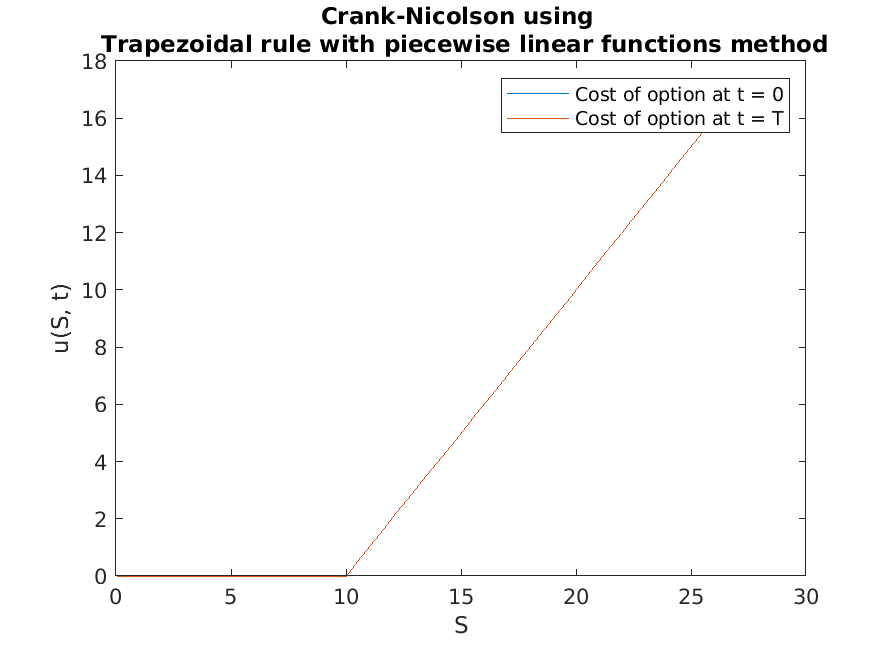 Crank-Nicolson using
Trapezoidal rule with piecewise linear functions method
18
16
14
12
10
8
6
4
2
0
u(S, t)
Cost of option at t = 0
Cost of option at t = T
0 5 10 15 20 25 30
S